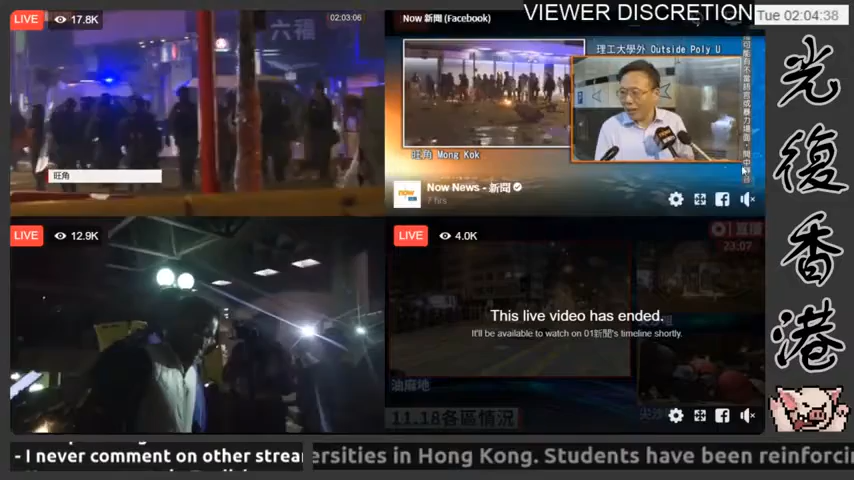 VIEWER DISCRETION
Tue 02:04:38
LIVE 17.8K
02:03:06
六福
旺角
Now 新聞 (Facebook)
理工大學外 Outside Poly U
旺角 Mong Kok
now
Now News - 新聞
7 hrs
LIVE 12.9K
LIVE 4.0K
直播
23:07
This live video has ended.
It'll be available to watch on 01新聞's timeline shortly.
油麻地
11.18各區情況
光復香港
- I never comment on other strea
ersities in Hong Kong. Students have been reinforci